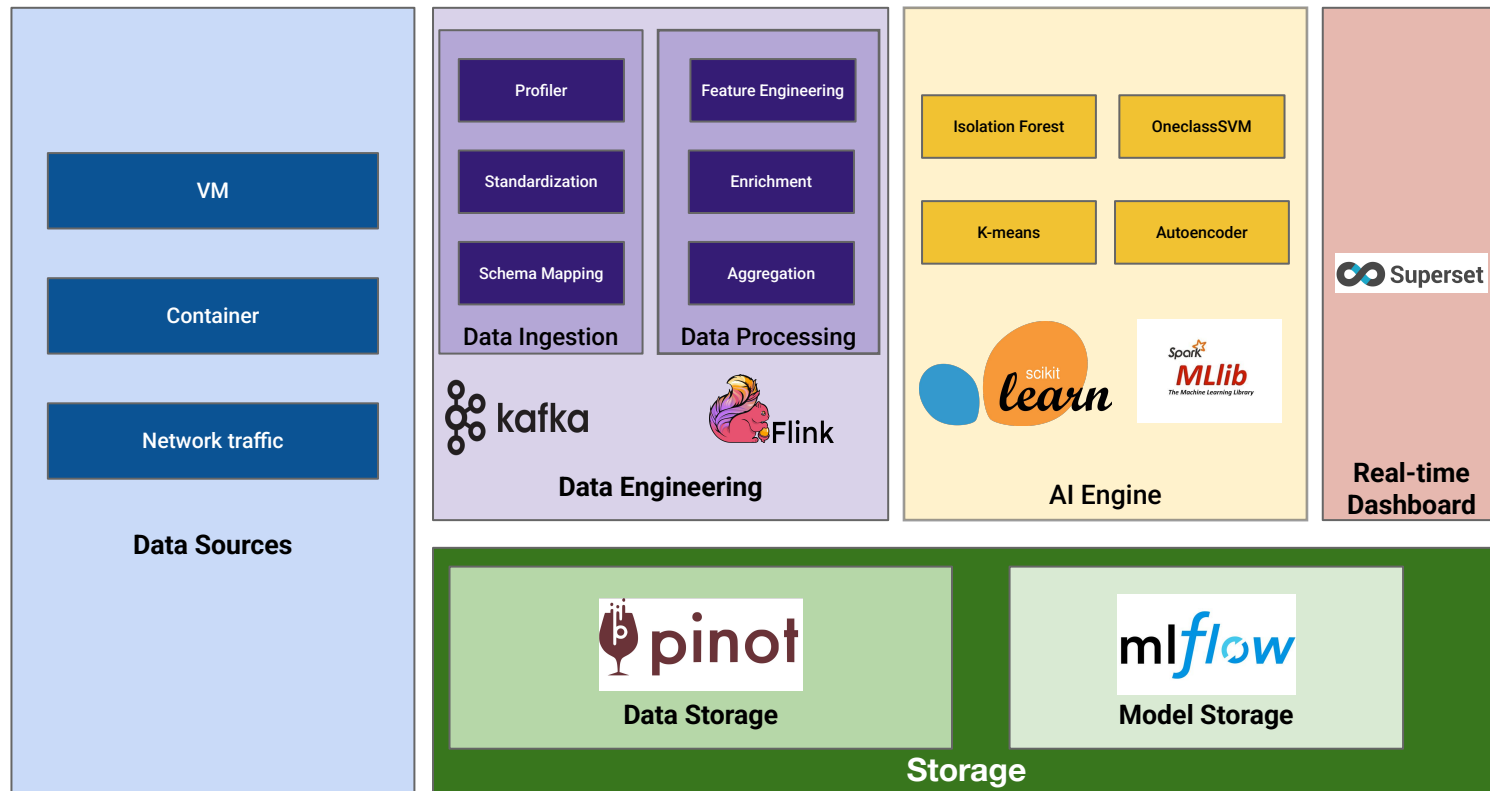 VM
Container
Network traffic
Data Sources
Profiler
Standardization
Schema Mapping
Data Ingestion
Feature Engineering
Enrichment
Aggregation
Data Processing
kafka
Flink
Data Engineering
Isolation Forest
OneclassSVM
K-means
Autoencoder
scikit
learn
Spark
MLlib
The Machine Learning Library
AI Engine
Superset
Real-time
Dashboard
p
pinot
Data Storage
mlflow
Model Storage
Storage